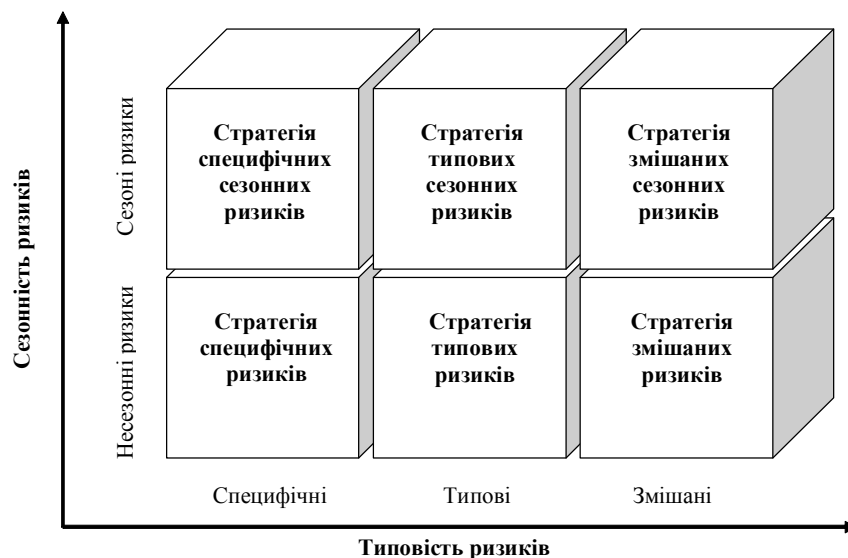 Сезонність ризиків
Сезоні ризики
Несезонні ризики
Стратегія
специфічних
сезонних
ризиків
Стратегія
типових
сезонних
ризиків
Стратегія
змішаних
сезонних
ризиків
Стратегія
специфічних
ризиків
Стратегія
типових
ризиків
Стратегія
змішаних
ризиків
Специфічні
Типові
Змішані
Типовість ризиків